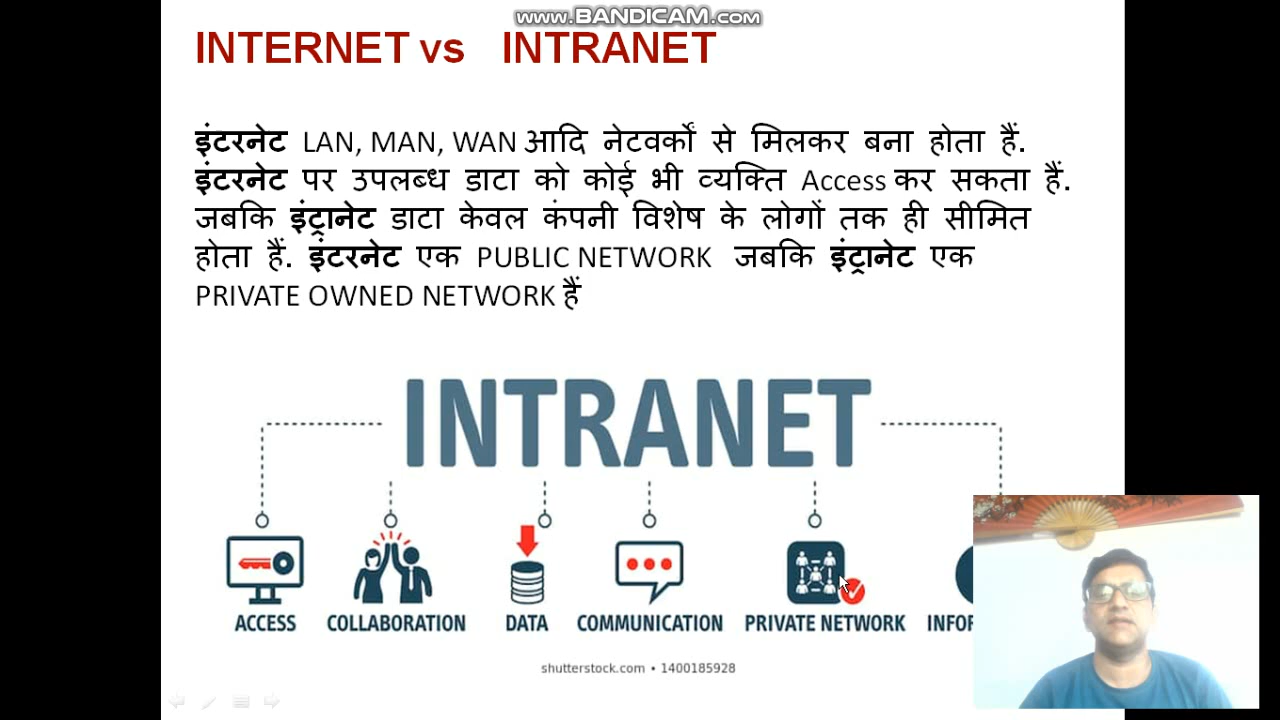 www.BANDICAM.com
INTERNET vs INTRANET
इंटरनेट LAN, MAN, WAN आदि नेटवर्कों से मिलकर बना होता हैं.
इंटरनेट पर उपलब्ध डाटा को कोई भी व्यक्ति Access कर सकता हैं.
जबकि इंट्रानेट डाटा केवल कंपनी विशेष के लोगों तक ही सीमित
होता हैं. इंटरनेट एक PUBLIC NETWORK जबकि इंट्रानेट एक
PRIVATE OWNED NETWORK हैं
INTRANET
ACCESS COLLABORATION DATA COMMUNICATION PRIVATE NETWORK
shutterstock.com • 1400185928